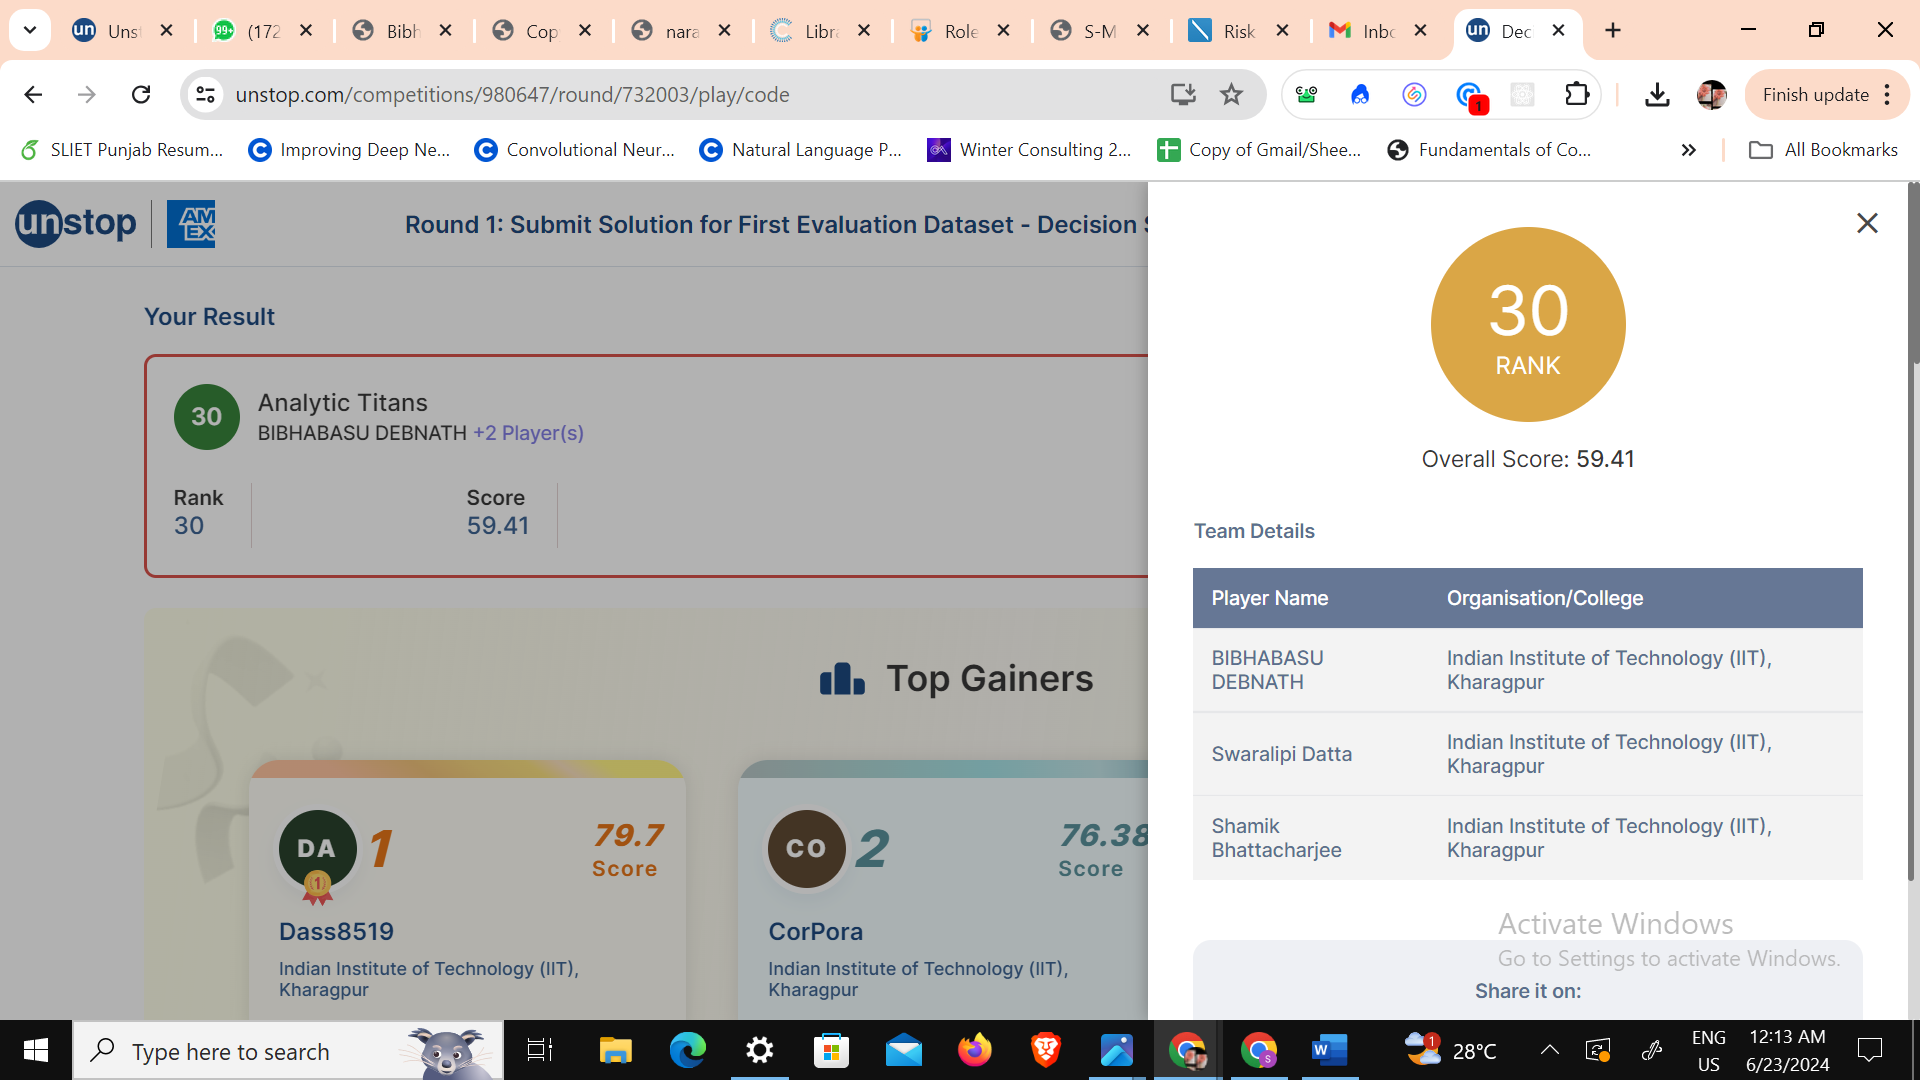 Unst
99+
(172
Bibh
Cop
nara
Libra
Role
S-M
Risk
Inbo
un
Dec
unstop.com/competitions/980647/round/732003/play/code
1
Finish update
SLIET Punjab Resum...
Improving Deep Ne...
Convolutional Neur...
Natural Language P...
Winter Consulting 2...
Copy of Gmail/Shee...
Fundamentals of Co...
»
All Bookmarks
unstop
AM
EX
Round 1: Submit Solution for First Evaluation Dataset - Decision S
Your Result
30
Analytic Titans
BIBHABASU DEBNATH +2 Player(s)
Rank
30
Score
59.41
Top Gainers
DA
1
79.7
Score
Dass8519
Indian Institute of Technology (IIT),
Kharagpur
CO
2
76.38
Score
CorPora
Indian Institute of Technology (IIT),
Kharagpur
30
RANK
Overall Score: 59.41
Team Details
Player Name Organisation/College
BIBHABASU
DEBNATH
Indian Institute of Technology (IIT),
Kharagpur
Swaralipi Datta
Indian Institute of Technology (IIT),
Kharagpur
Shamik
Bhattacharjee
Indian Institute of Technology (IIT),
Kharagpur
Activate Windows
Go to Settings to activate Windows.
Share it on:
Type here to search
1
28°C
ENG
US
12:13 AM
6/23/2024